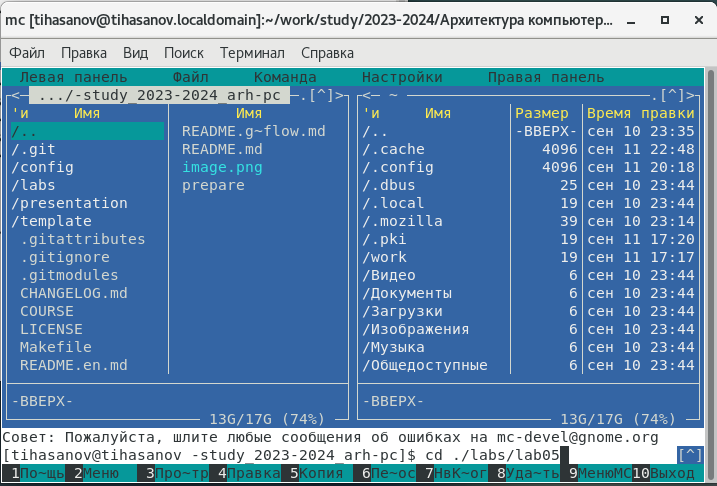 mc [tihasanov@tihasanov.localdomain]:~/work/study/2023-2024/Архитектура компьютер...
Файл Правка Вид Поиск Терминал Справка
Левая панель Файл Команда Настройки Правая панель
<— .../-study_2023-2024_arh-pc .[^]> <— ~ .[^]>
'и Имя Имя 'и Имя Размер Время правки
/.. README.g~flow.md /.. -ВВЕРХ- сен 10 23:35
/.git README.md /.cache 4096 сен 11 22:48
/config image.png /.config 4096 сен 11 20:18
/labs prepare /.dbus 25 сен 10 23:44
/presentation /.local 19 сен 10 23:44
/template /.mozilla 39 сен 10 23:14
.gitattributes /.pki 19 сен 11 17:20
.gitignore /work 19 сен 11 17:17
.gitmodules /Видео 6 сен 10 23:44
CHANGELOG.md /Документы 6 сен 10 23:44
COURSE /Загрузки 6 сен 10 23:44
LICENSE /Изображения 6 сен 10 23:44
Makefile /Музыка 6 сен 10 23:44
README.en.md /Общедоступные 6 сен 10 23:44
-ВВЕРХ- -ВВЕРХ-
13G/17G (74%) 13G/17G (74%)
Совет: Пожалуйста, шлите любые сообщения об ошибках на mc-devel@gnome.org
[tihasanov@tihasanov -study_2023-2024_arh-pc]$ cd ./labs/lab05 [^]
1По~щь 2Меню 3Про~тр 4Правка 5Копия 6Пе~ос 7НвК~ог 8Уда~ть 9МенюMC 10Выход